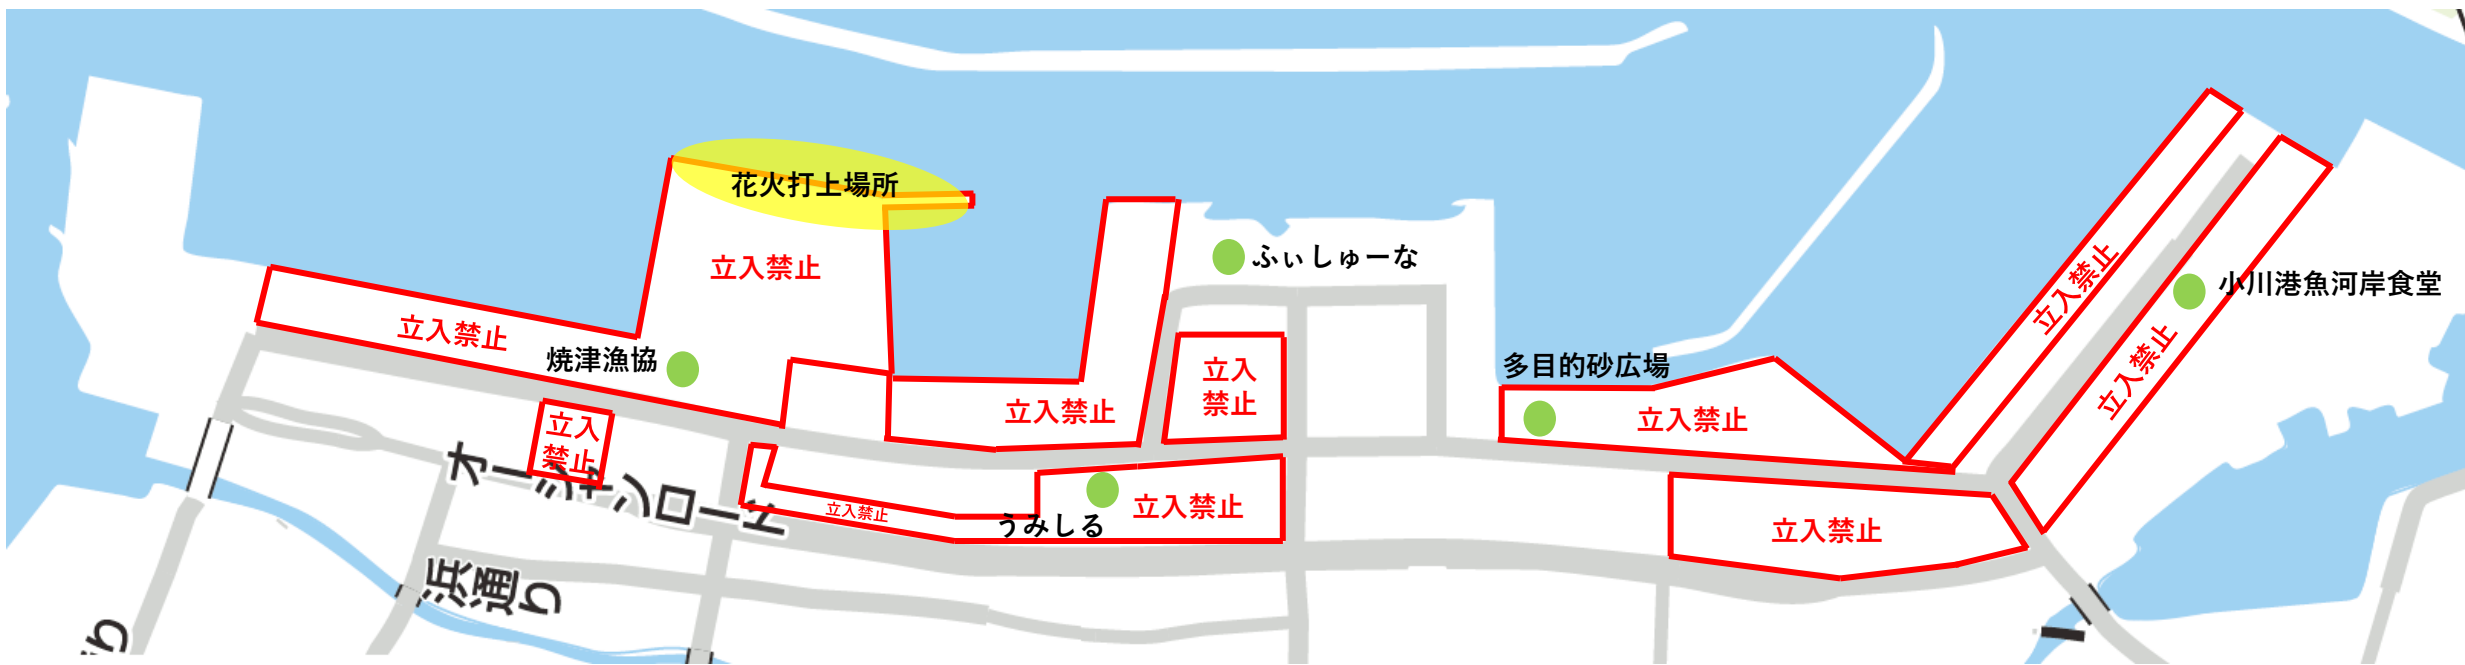 花火打上場所
立入禁止
ふぃしゅーな
立入禁止
小川港魚河岸食堂
立入禁止
焼津漁協
立入
禁止
多目的砂広場
立入禁止
立入禁止
立入禁止
立入
禁止
オーシャンロード
立入禁止
うみしる
立入禁止
立入禁止
浜通り
り